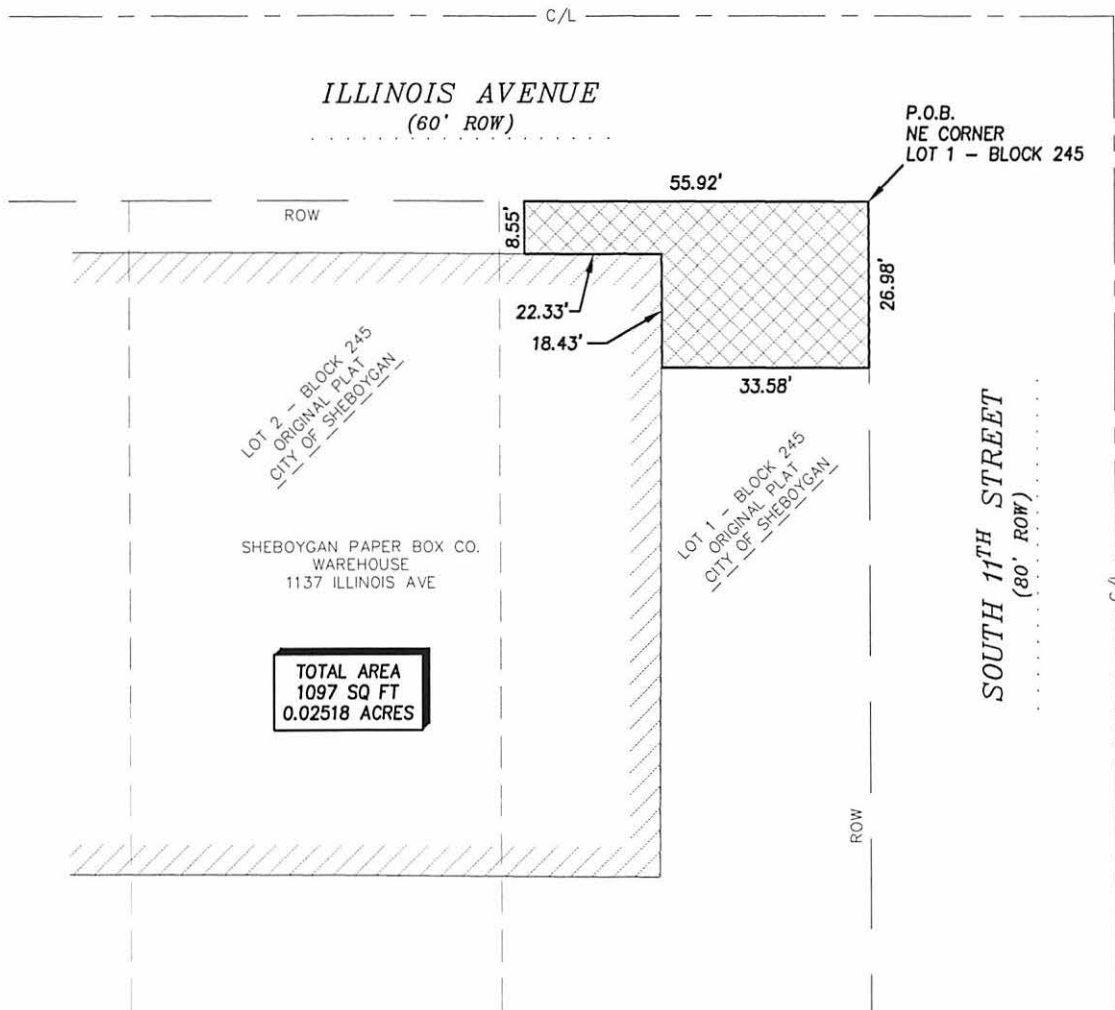 C/L
ILLINOIS AVENUE
(60' ROW)
P.O.B.
NE CORNER
LOT 1 - BLOCK 245
55.92'
ROW
8.55'
26.98'
22.33'
18.43'
33.58'
LOT 2 - BLOCK 245
ORIGINAL PLAT
CITY OF SHEBOYGAN
LOT 1 - BLOCK 245
ORIGINAL PLAT
CITY OF SHEBOYGAN
SOUTH 11TH STREET
(80' ROW)
C/L
SHEBOYGAN PAPER BOX CO.
WAREHOUSE
1137 ILLINOIS AVE
TOTAL AREA
1097 SQ FT
0.02518 ACRES
ROW